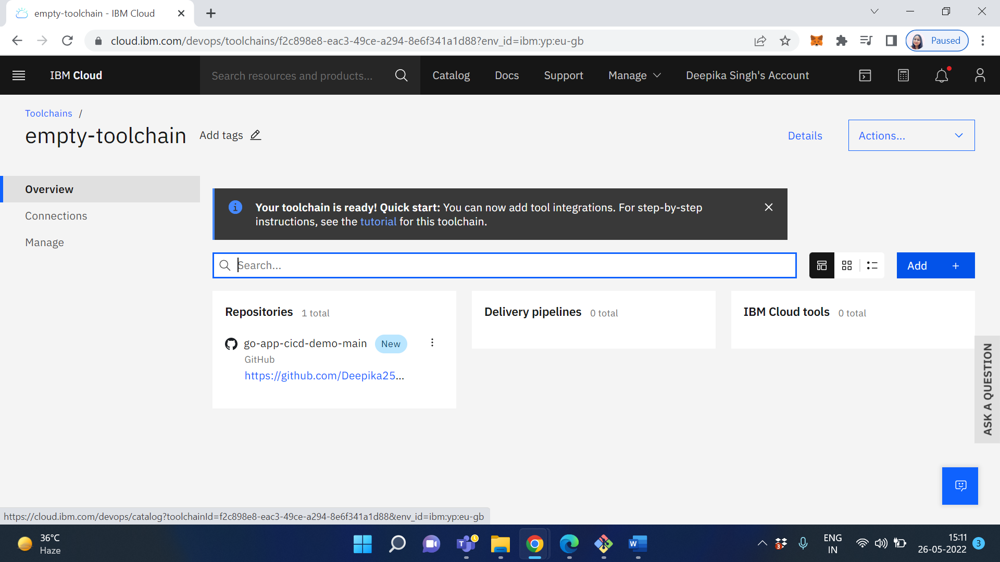 empty-toolchain - IBM Cloud
cloud.ibm.com/devops/toolchains/f2c898e8-eac3-49ce-a294-8e6f341a1d88?env_id=ibm:yp:eu-gb
Paused
IBM Cloud
Search resources and products...
Catalog
Docs
Support
Manage
Deepika Singh's Account
Toolchains /
empty-toolchain
Add tags
Details
Actions...
Overview
Connections
Manage
Your toolchain is ready! Quick start: You can now add tool integrations. For step-by-step
instructions, see the tutorial for this toolchain.
Search...
Add +
Repositories 1 total
go-app-cicd-demo-main New
GitHub
https://github.com/Deepika25...
Delivery pipelines 0 total
IBM Cloud tools 0 total
ASK A QUESTION
https://cloud.ibm.com/devops/catalog?toolchainId=f2c898e8-eac3-49ce-a294-8e6f341a1d88&env_id=ibm:yp:eu-gb
36°C
Haze
T
W
3
ENG
IN
15:11
26-05-2022
3